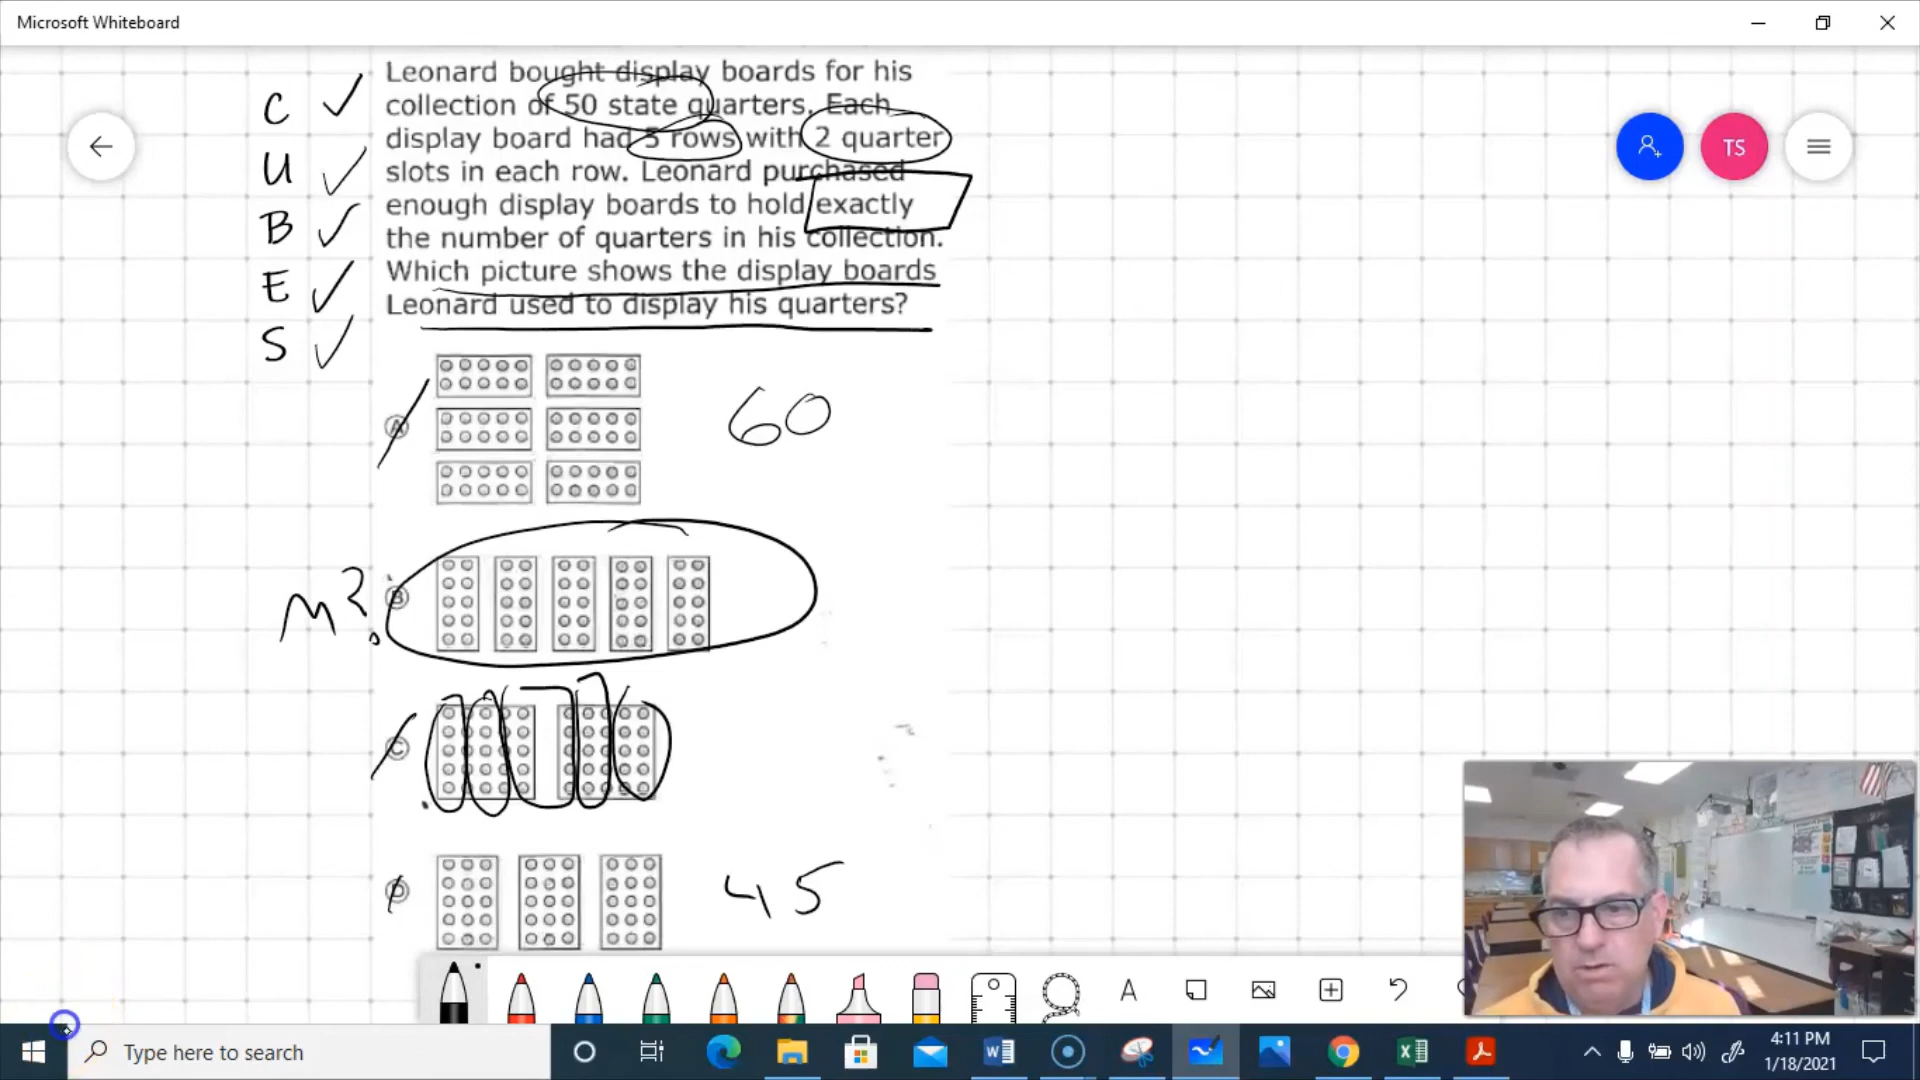 Microsoft Whiteboard
Leonard bought display boards for his
collection of 50 state quarters. Each
display board had 5 rows with 2 quarter
slots in each row. Leonard purchased
enough display boards to hold exactly
the number of quarters in his collection.
Which picture shows the display boards
Leonard used to display his quarters?
C
U
B
E
S
TS
A
60
M?
B
C
D
45
A
Type here to search
4:11 PM
1/18/2021